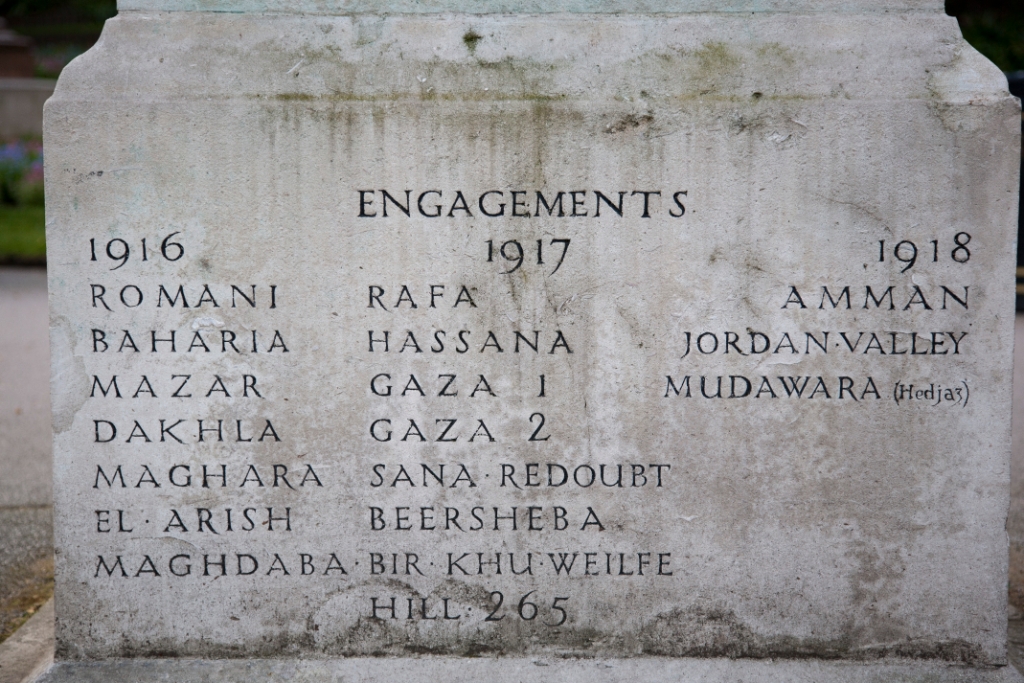 ENGAGEMENTS
1916 1917 1918
ROMANI RAFA AMMAN
BAHARIA HASSANA JORDAN·VALLEY
MAZAR GAZA 1 MUDAWARA (Hedjaz)
DAKHLA GAZA 2
MAGHARA SANA·REDOUBT
EL·ARISH BEERSHEBA
MAGHDABA·BIR·KHU·WEILFE
HILL·265